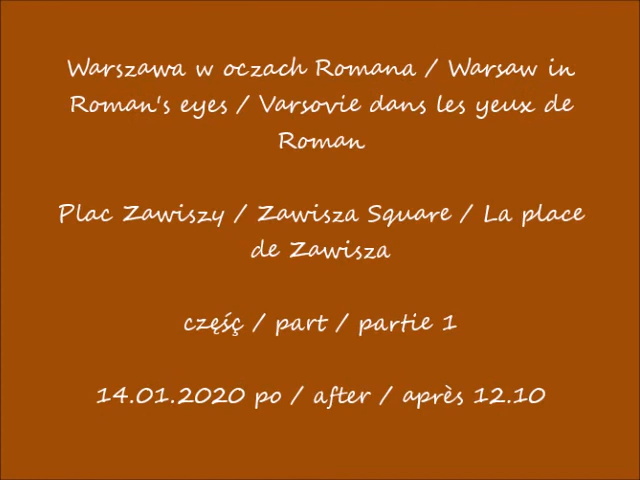 Warszawa w oczach Romana / Warsaw in
Roman's eyes / Varsovie dans les yeux de
Roman
Plac Zawiszy / Zawisza Square / La place
de Zawisza
częśç / part / partie 1
14.01.2020 po / after / après 12.10